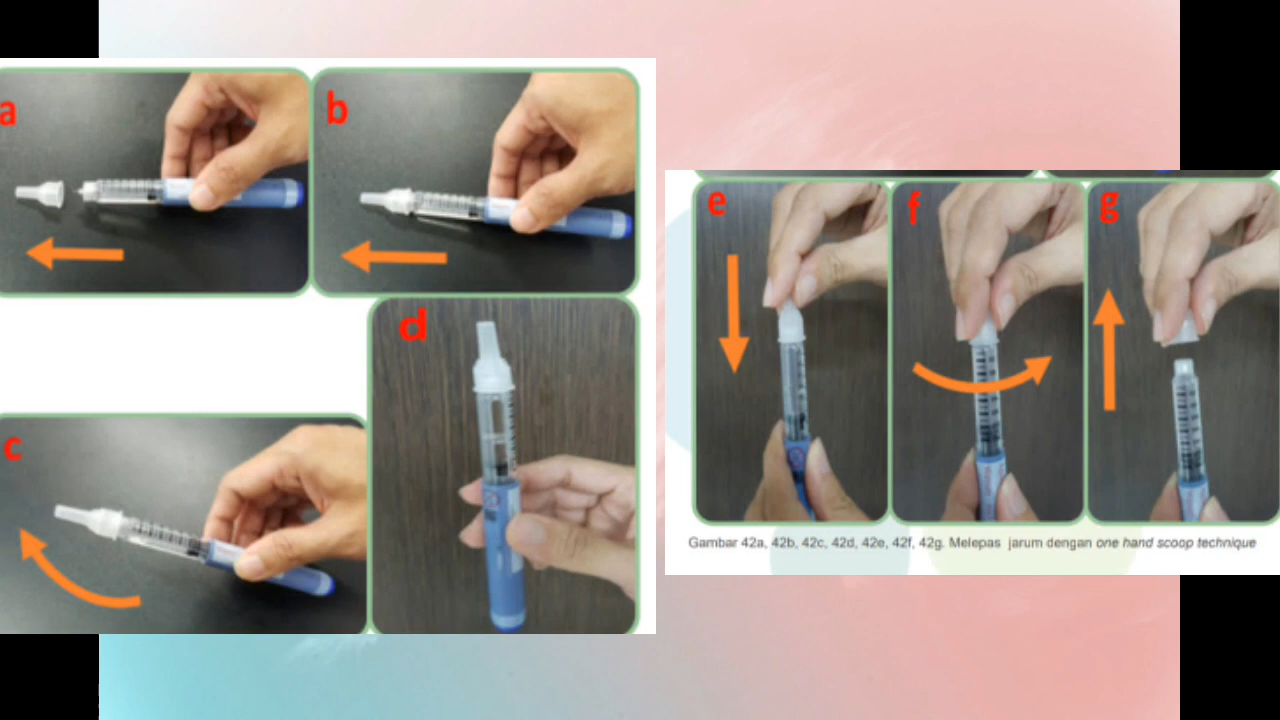 a
b
c
d
e
f
g
Gambar 42a, 42b, 42c, 42d, 42e, 42f, 42g. Melepas jarum dengan one hand scoop technique